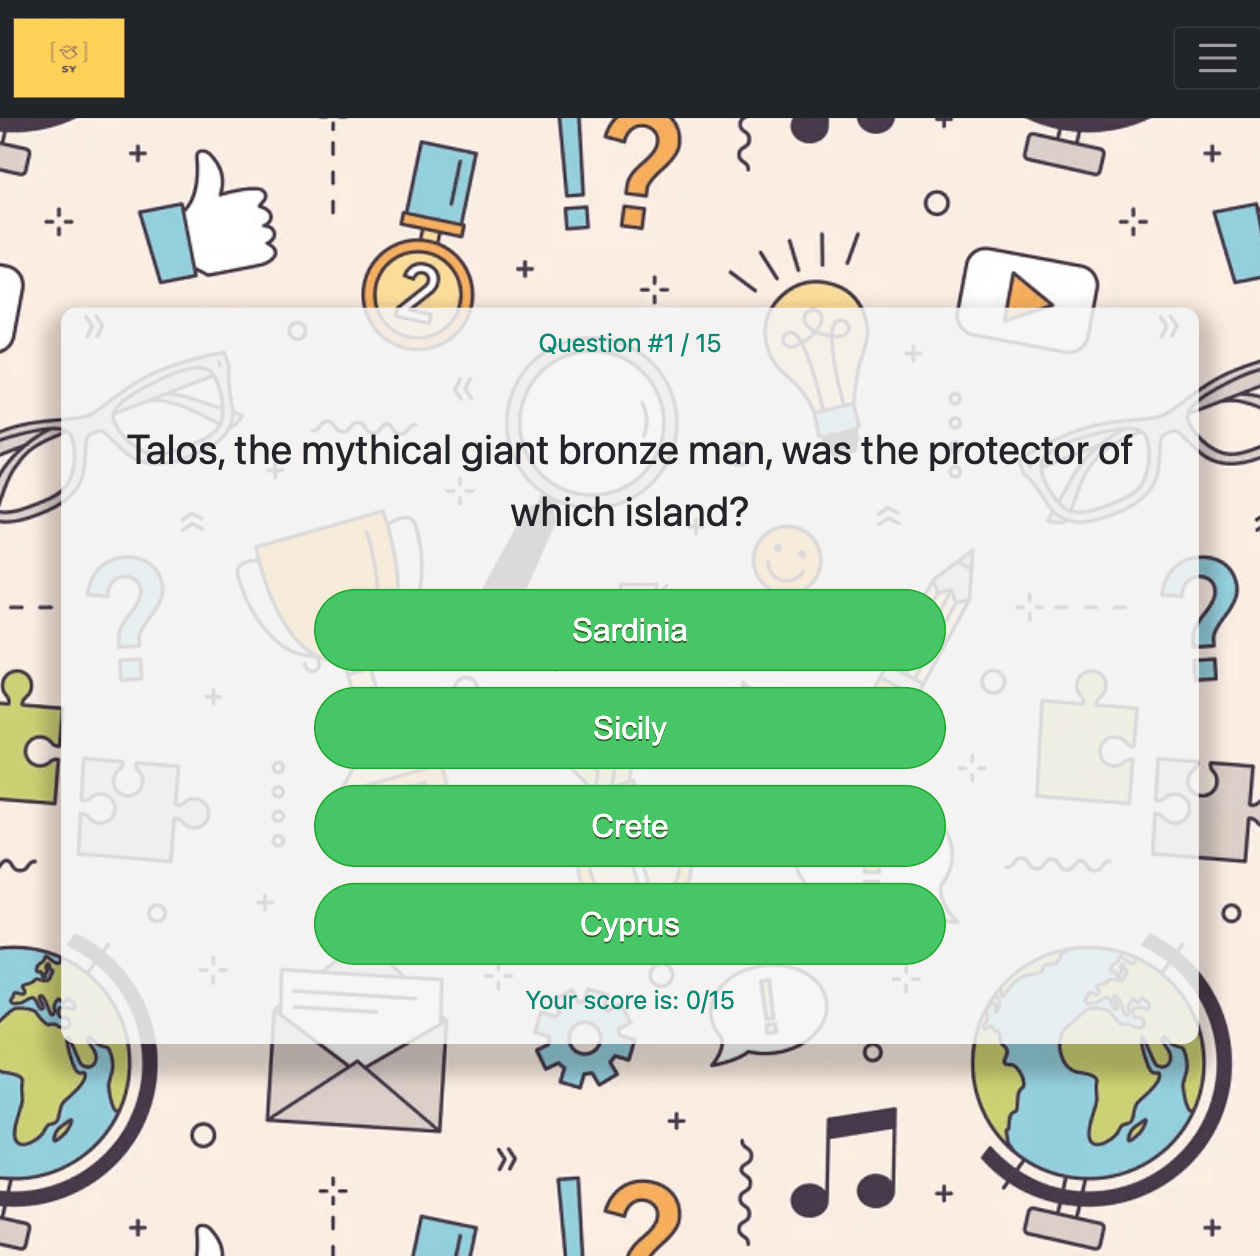 SY
!?
2
Question #1 / 15
Talos, the mythical giant bronze man, was the protector of
which island?
Sardinia
Sicily
Crete
Cyprus
Your score is: 0/15